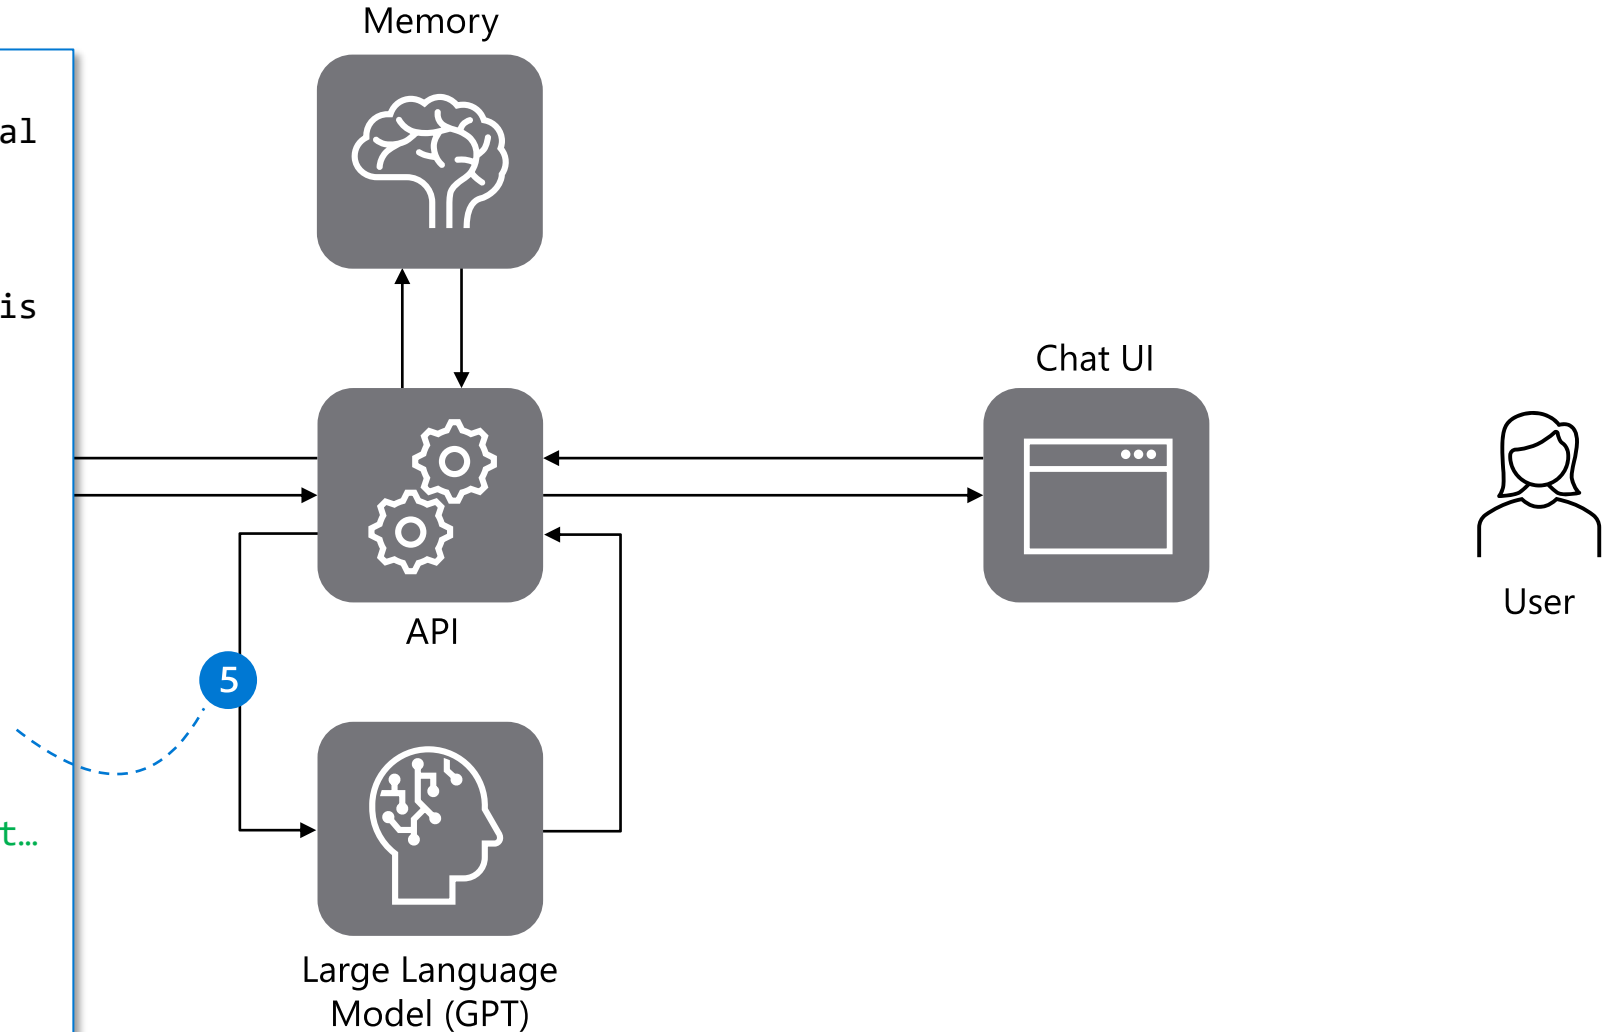 Memory
al
is
Chat UI
User
API
5
t…
Large Language
Model (GPT)